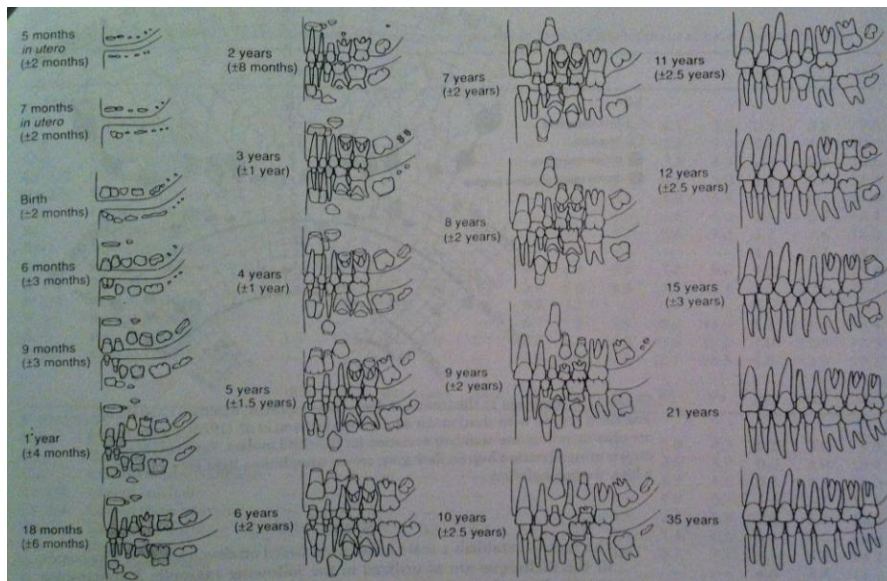 5 months
in utero
(±2 months)
7 months
in utero
(±2 months)
Birth
(±2 months)
6 months
(±3 months)
9 months
(±3 months)
1 year
(±4 months)
18 months
(±6 months)
2 years
(±8 months)
3 years
(±1 year)
4 years
(±1 year)
5 years
(±1.5 years)
6 years
(±2 years)
7 years
(±2 years)
8 years
(±2 years)
9 years
(±2 years)
10 years
(±2.5 years)
11 years
(±2.5 years)
12 years
(±2.5 years)
15 years
(±3 years)
21 years
35 years